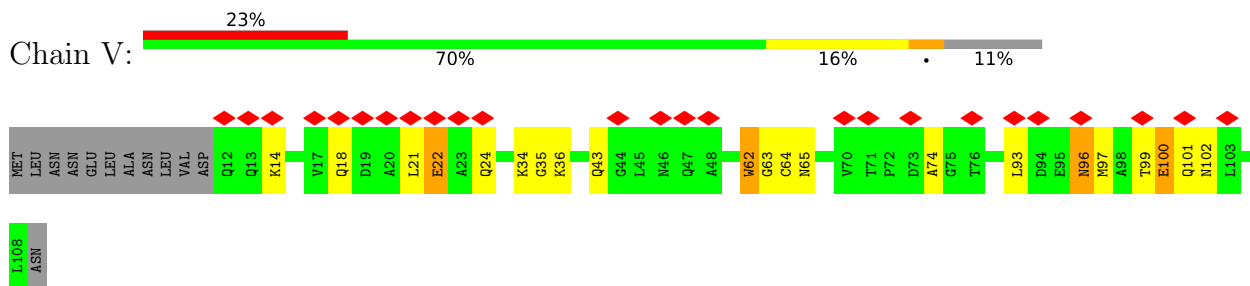 23%
Chain V:
70% 16% • 11%
MET LEU ASN ASN GLU LEU LEU ALA ASN LEU VAL ASP Q12 Q13 K14 V17 Q18 D19 A20 L21 E22 A23 Q24 K34 G35 K36 Q43 G44 L45 N46 Q47 A48 W62 G63 C64 N65 V70 T71 P72 D73 A74 G75 T76 L93 D94 E95 N96 M97 A98 T99 E100 Q101 N102 L103
L108 ASN